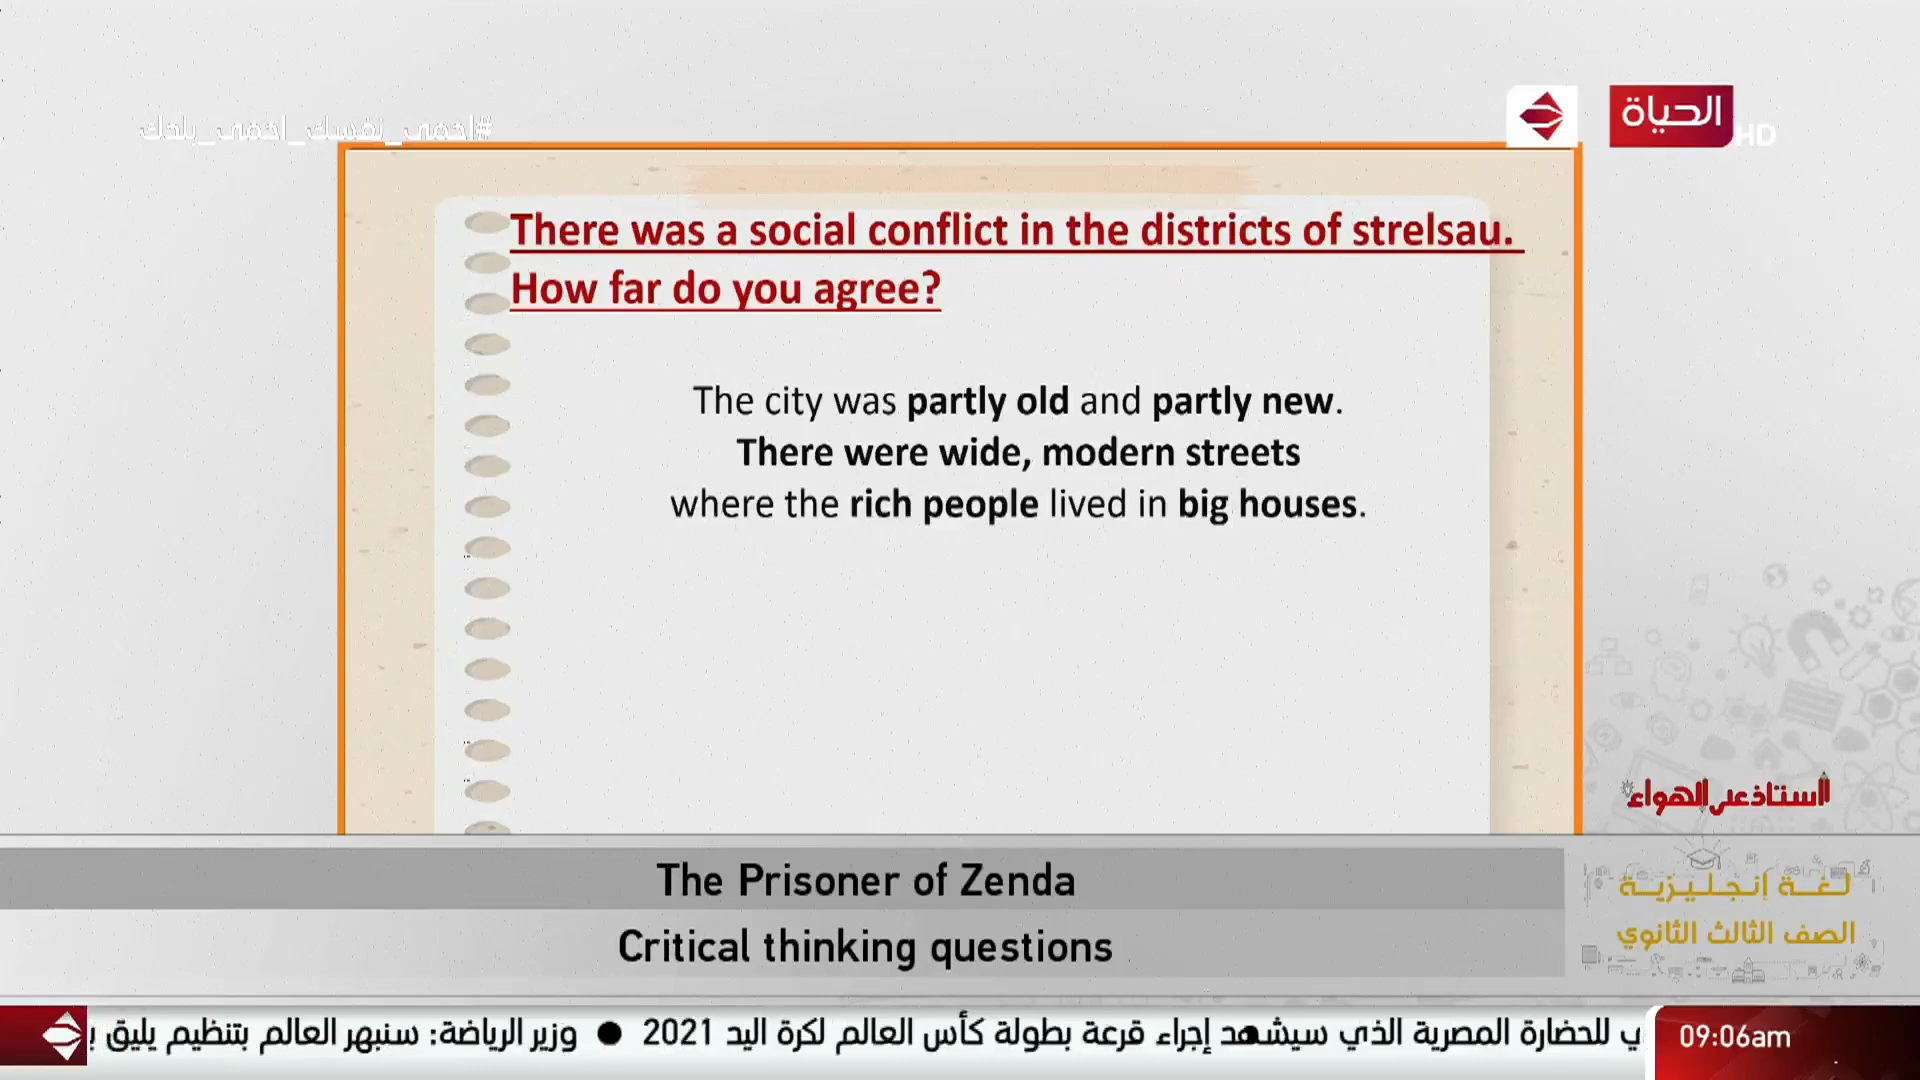 #احمي_نفسك_احمي_بلدك
الحياة
HD
There was a social conflict in the districts of strelsau.
How far do you agree?
The city was partly old and partly new.
There were wide, modern streets
where the rich people lived in big houses.
أستاذ على الهواء
The Prisoner of Zenda
Critical thinking questions
لغة إنجليزية
الصف الثالث الثانوي
ي للحضارة المصرية الذي سيشهد إجراء قرعة بطولة كأس العالم لكرة اليد 2021 ● وزير الرياضة: سنبهر العالم بتنظيم يليق ب
09:06am